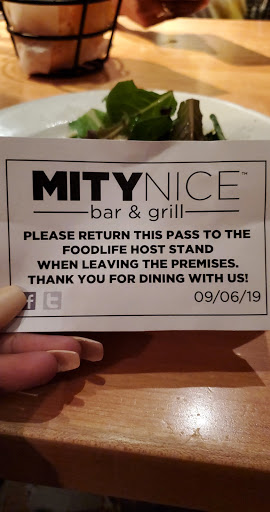 MITYNICE™
bar & grill
PLEASE RETURN THIS PASS TO THE
FOODLIFE HOST STAND
WHEN LEAVING THE PREMISES.
THANK YOU FOR DINING WITH US!
f t 09/06/19